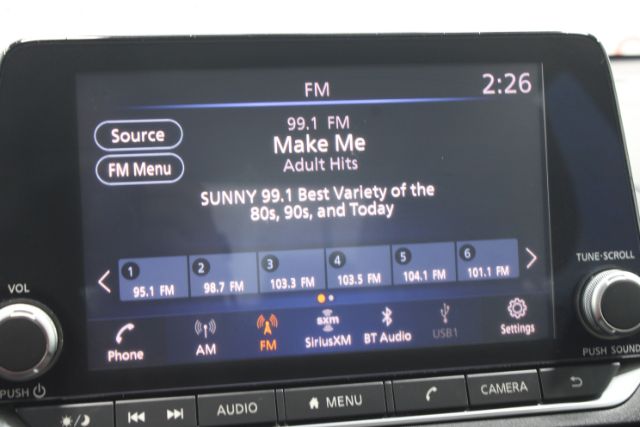 FM
2:26
Source
99.1 FM
Make Me
FM Menu
Adult Hits
SUNNY 99.1 Best Variety of the
80s, 90s, and Today
1 2 3 4 5 6
95.1 FM 98.7 FM 103.3 FM 103.5 FM 104.1 FM 101.1 FM
VOL
TUNE·SCROLL
Phone AM FM sxm SiriusXM BT Audio USB1 Settings
PUSH
PUSH SOUND
AUDIO MENU CAMERA